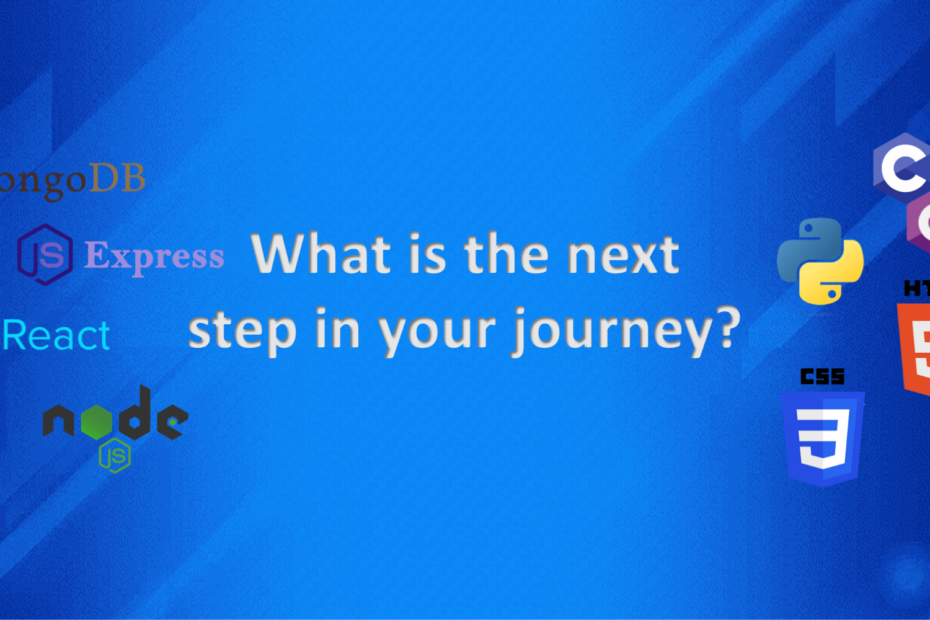 ongoDB
JS Express
React
node
JS
What is the next
step in your journey?
C
HT
5
CSS
3